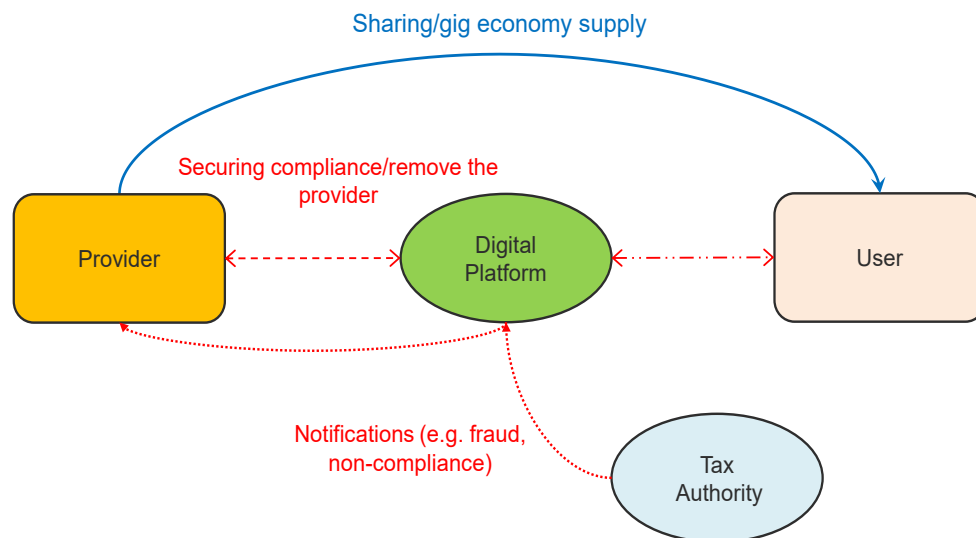 Sharing/gig economy supply
Securing compliance/remove the
provider
Provider
Digital
Platform
User
Notifications (e.g. fraud,
non-compliance)
Tax
Authority